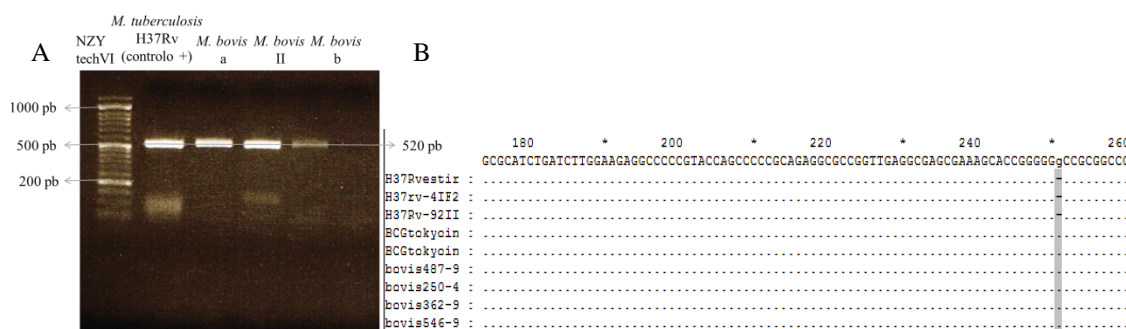 A
NZY
techVI
M. tuberculosis
H37Rv
(controlo +)
M. bovis
a
M. bovis
II
M. bovis
b
1000 pb
500 pb
200 pb
520 pb
B
180 * 200 * 220 * 240 * 260
GCGCATCTGATCTTGGAAGAGGCCCCCGTACCAGCCCCCGCAGAGGCGCCGGTTGAGGCGAGCGAAAGCACCGGGGGgCCGCGGCC
H37Rvestir : .............................................................................-........
H37rv-4IF2 : .............................................................................-........
H37Rv-92II : .............................................................................-........
BCGtokyoin : ......................................................................................
BCGtokyoin : ......................................................................................
bovis487-9 : ......................................................................................
bovis250-4 : ......................................................................................
bovis362-9 : ......................................................................................
bovis546-9 : ......................................................................................